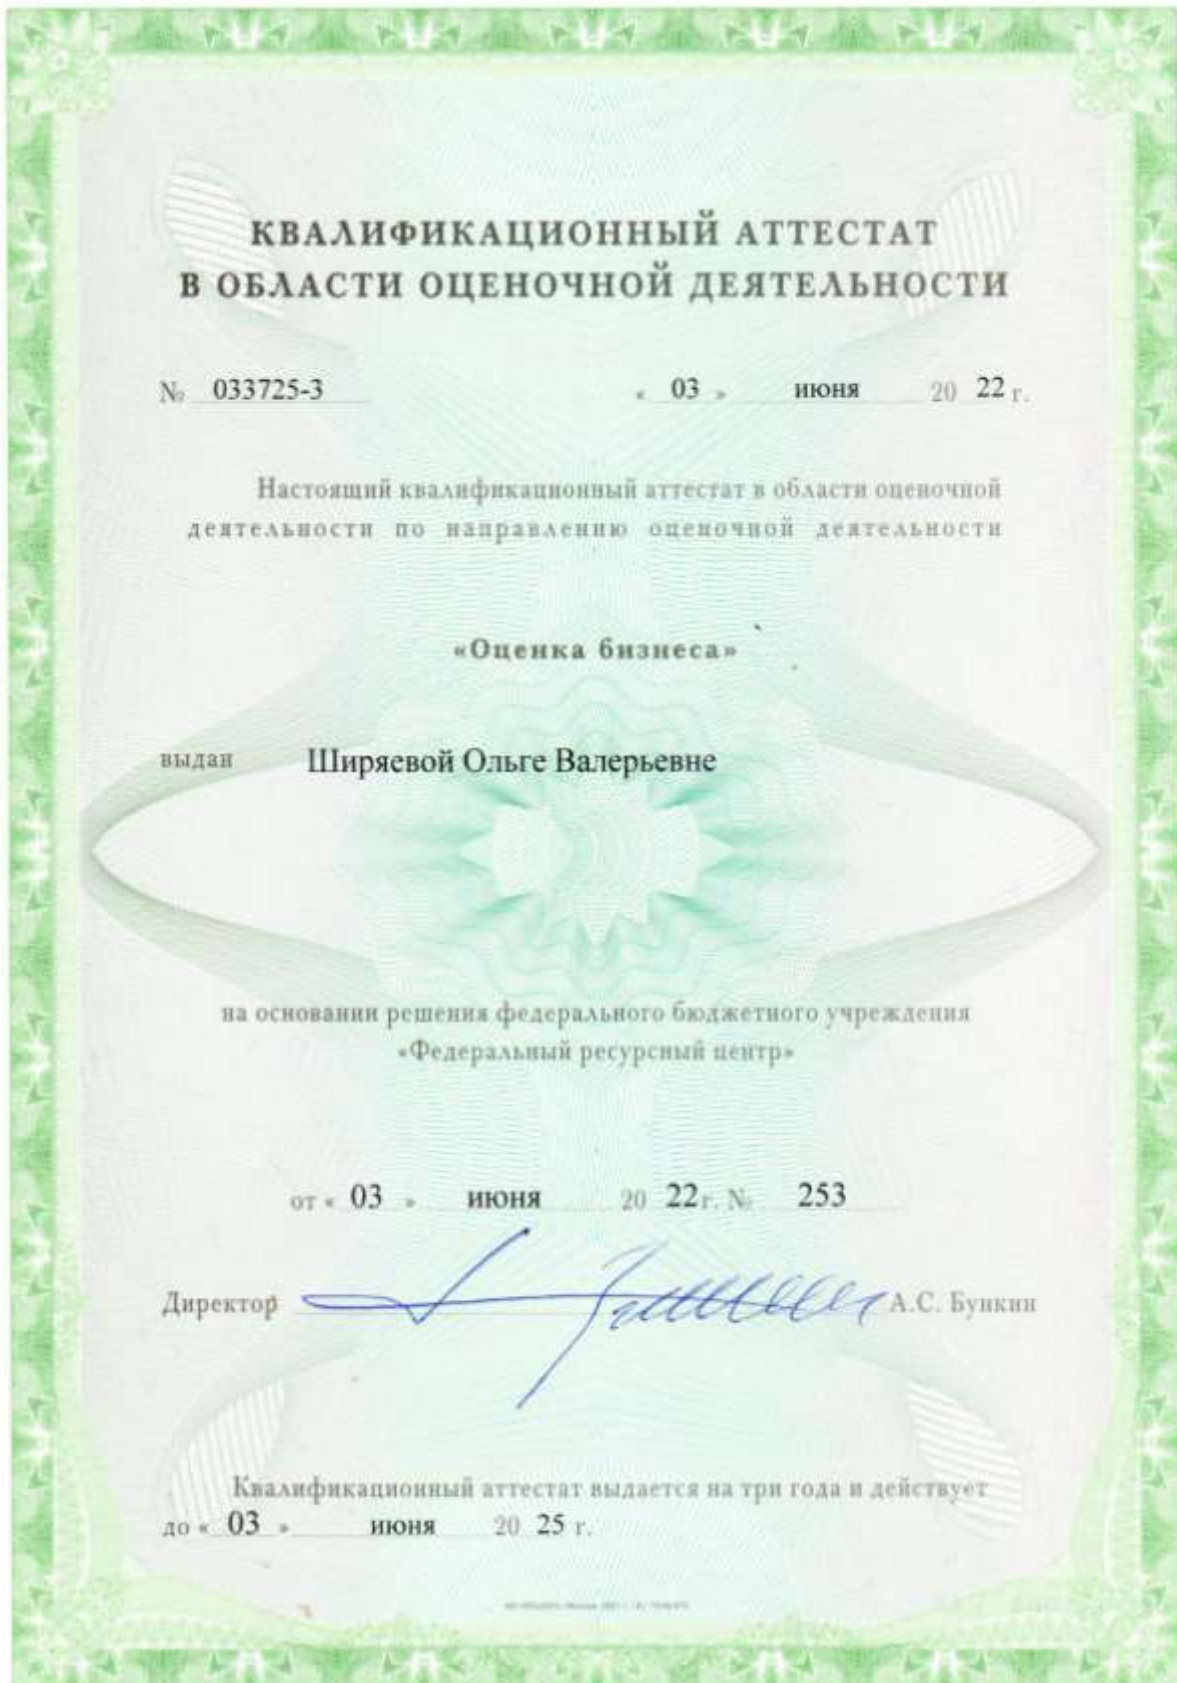 КВАЛИФИКАЦИОННЫЙ АТТЕСТАТ
В ОБЛАСТИ ОЦЕНОЧНОЙ ДЕЯТЕЛЬНОСТИ
№ 033725-3 « 03 » июня 20 22 г.
Настоящий квалификационный аттестат в области оценочной
деятельности по направлению оценочной деятельности
«Оценка бизнеса»
выдан Ширяевой Ольге Валерьевне
на основании решения федерального бюджетного учреждения
«Федеральный ресурсный центр»
от « 03 » июня 20 22 г. № 253
Директор А.С. Бункин
Квалификационный аттестат выдается на три года и действует
до « 03 » июня 20 25 г.